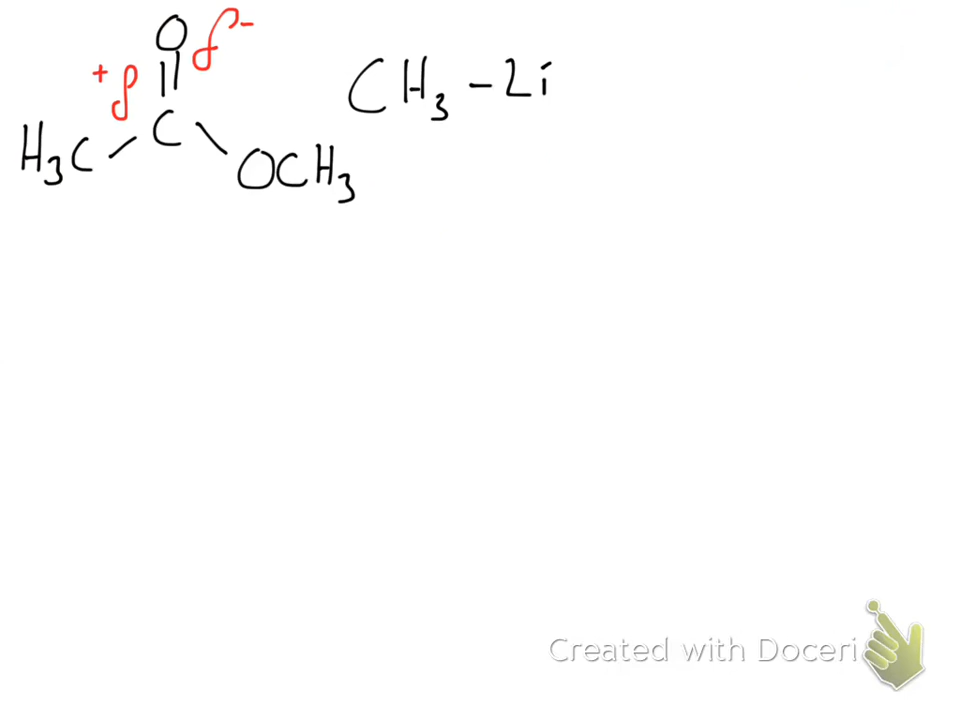 O δ-
+δ
CH3-Li
H3C C OCH3
Created with Doceri